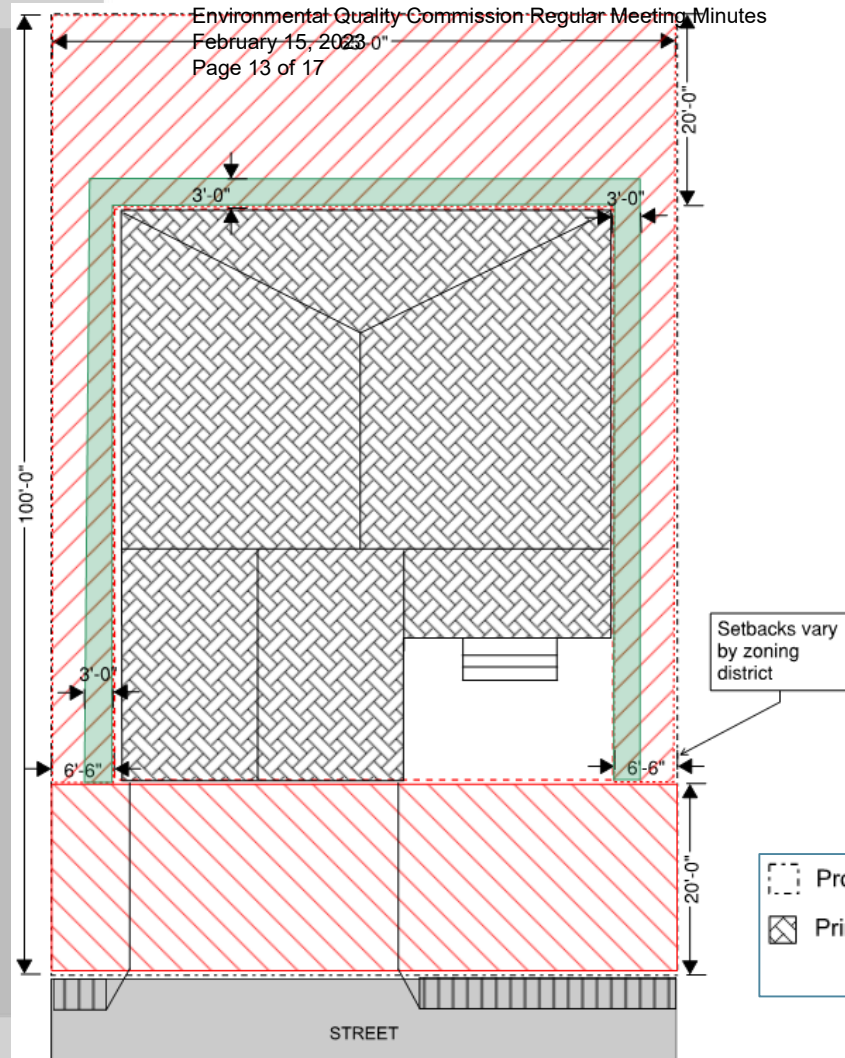 Environmental Quality Commission Regular Meeting Minutes
February 15, 2023
Page 13 of 17
20'-0"
3'-0"
3'-0"
100'-0"
Setbacks vary
by zoning
district
3'-0"
6'-6"
6'-6"
20'-0"
STREET